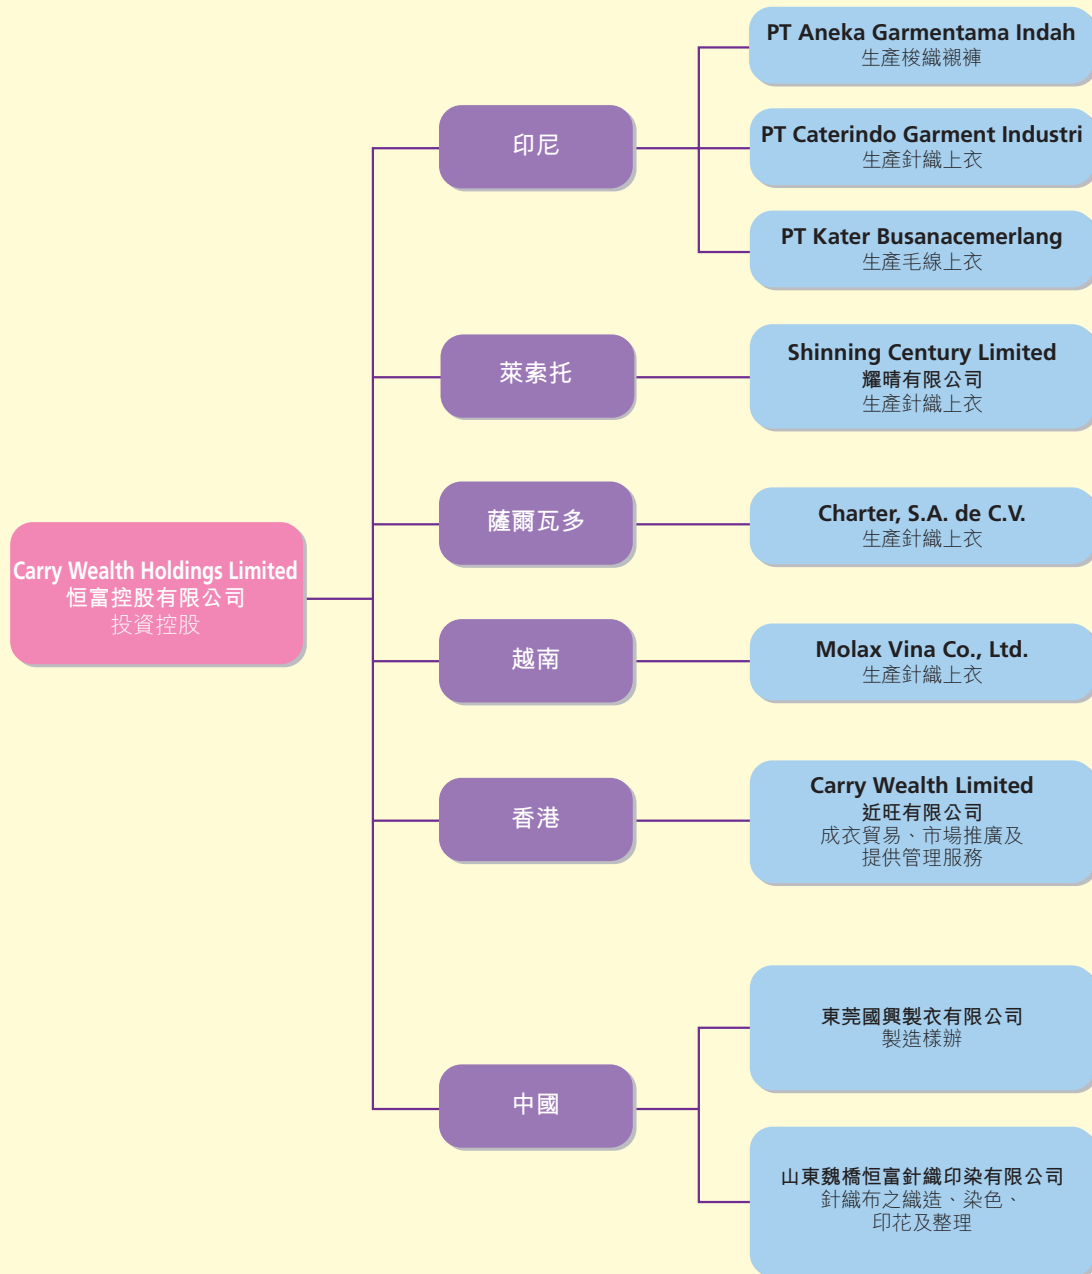 Carry Wealth Holdings Limited
恒富控股有限公司
投資控股
印尼
PT Aneka Garmentama Indah
生產梭織襯褲
PT Caterindo Garment Industri
生產針織上衣
PT Kater Busanacemerlang
生產毛線上衣
萊索托
Shinning Century Limited
耀晴有限公司
生產針織上衣
薩爾瓦多
Charter, S.A. de C.V.
生產針織上衣
越南
Molax Vina Co., Ltd.
生產針織上衣
香港
Carry Wealth Limited
近旺有限公司
成衣貿易、市場推廣及
提供管理服務
中國
東莞國興製衣有限公司
製造樣辦
山東魏橋恒富針織印染有限公司
針織布之織造、染色、
印花及整理